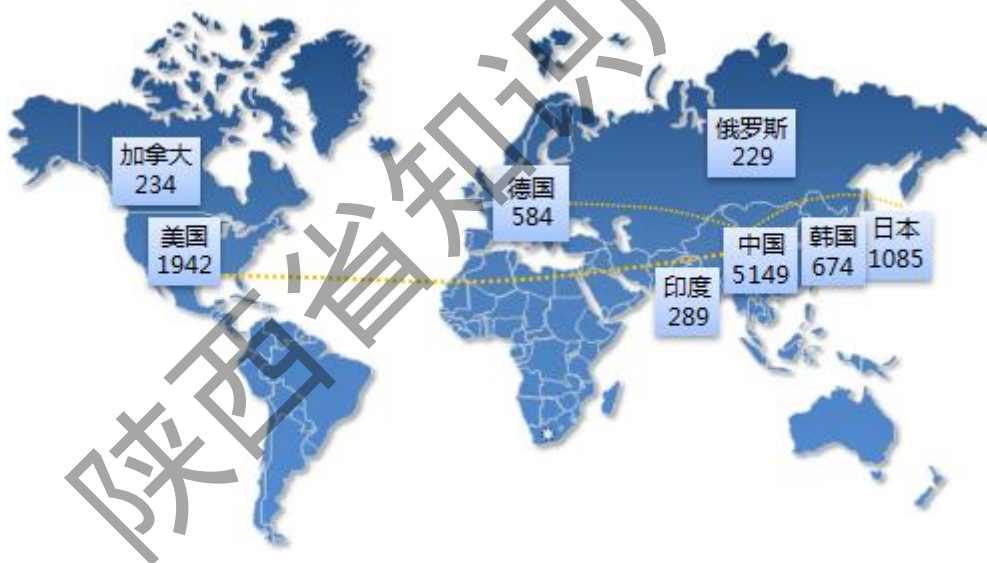 加拿大
234
美国
1942
德国
584
俄罗斯
229
中国
5149
韩国
674
日本
1085
印度
289
陕西省知识